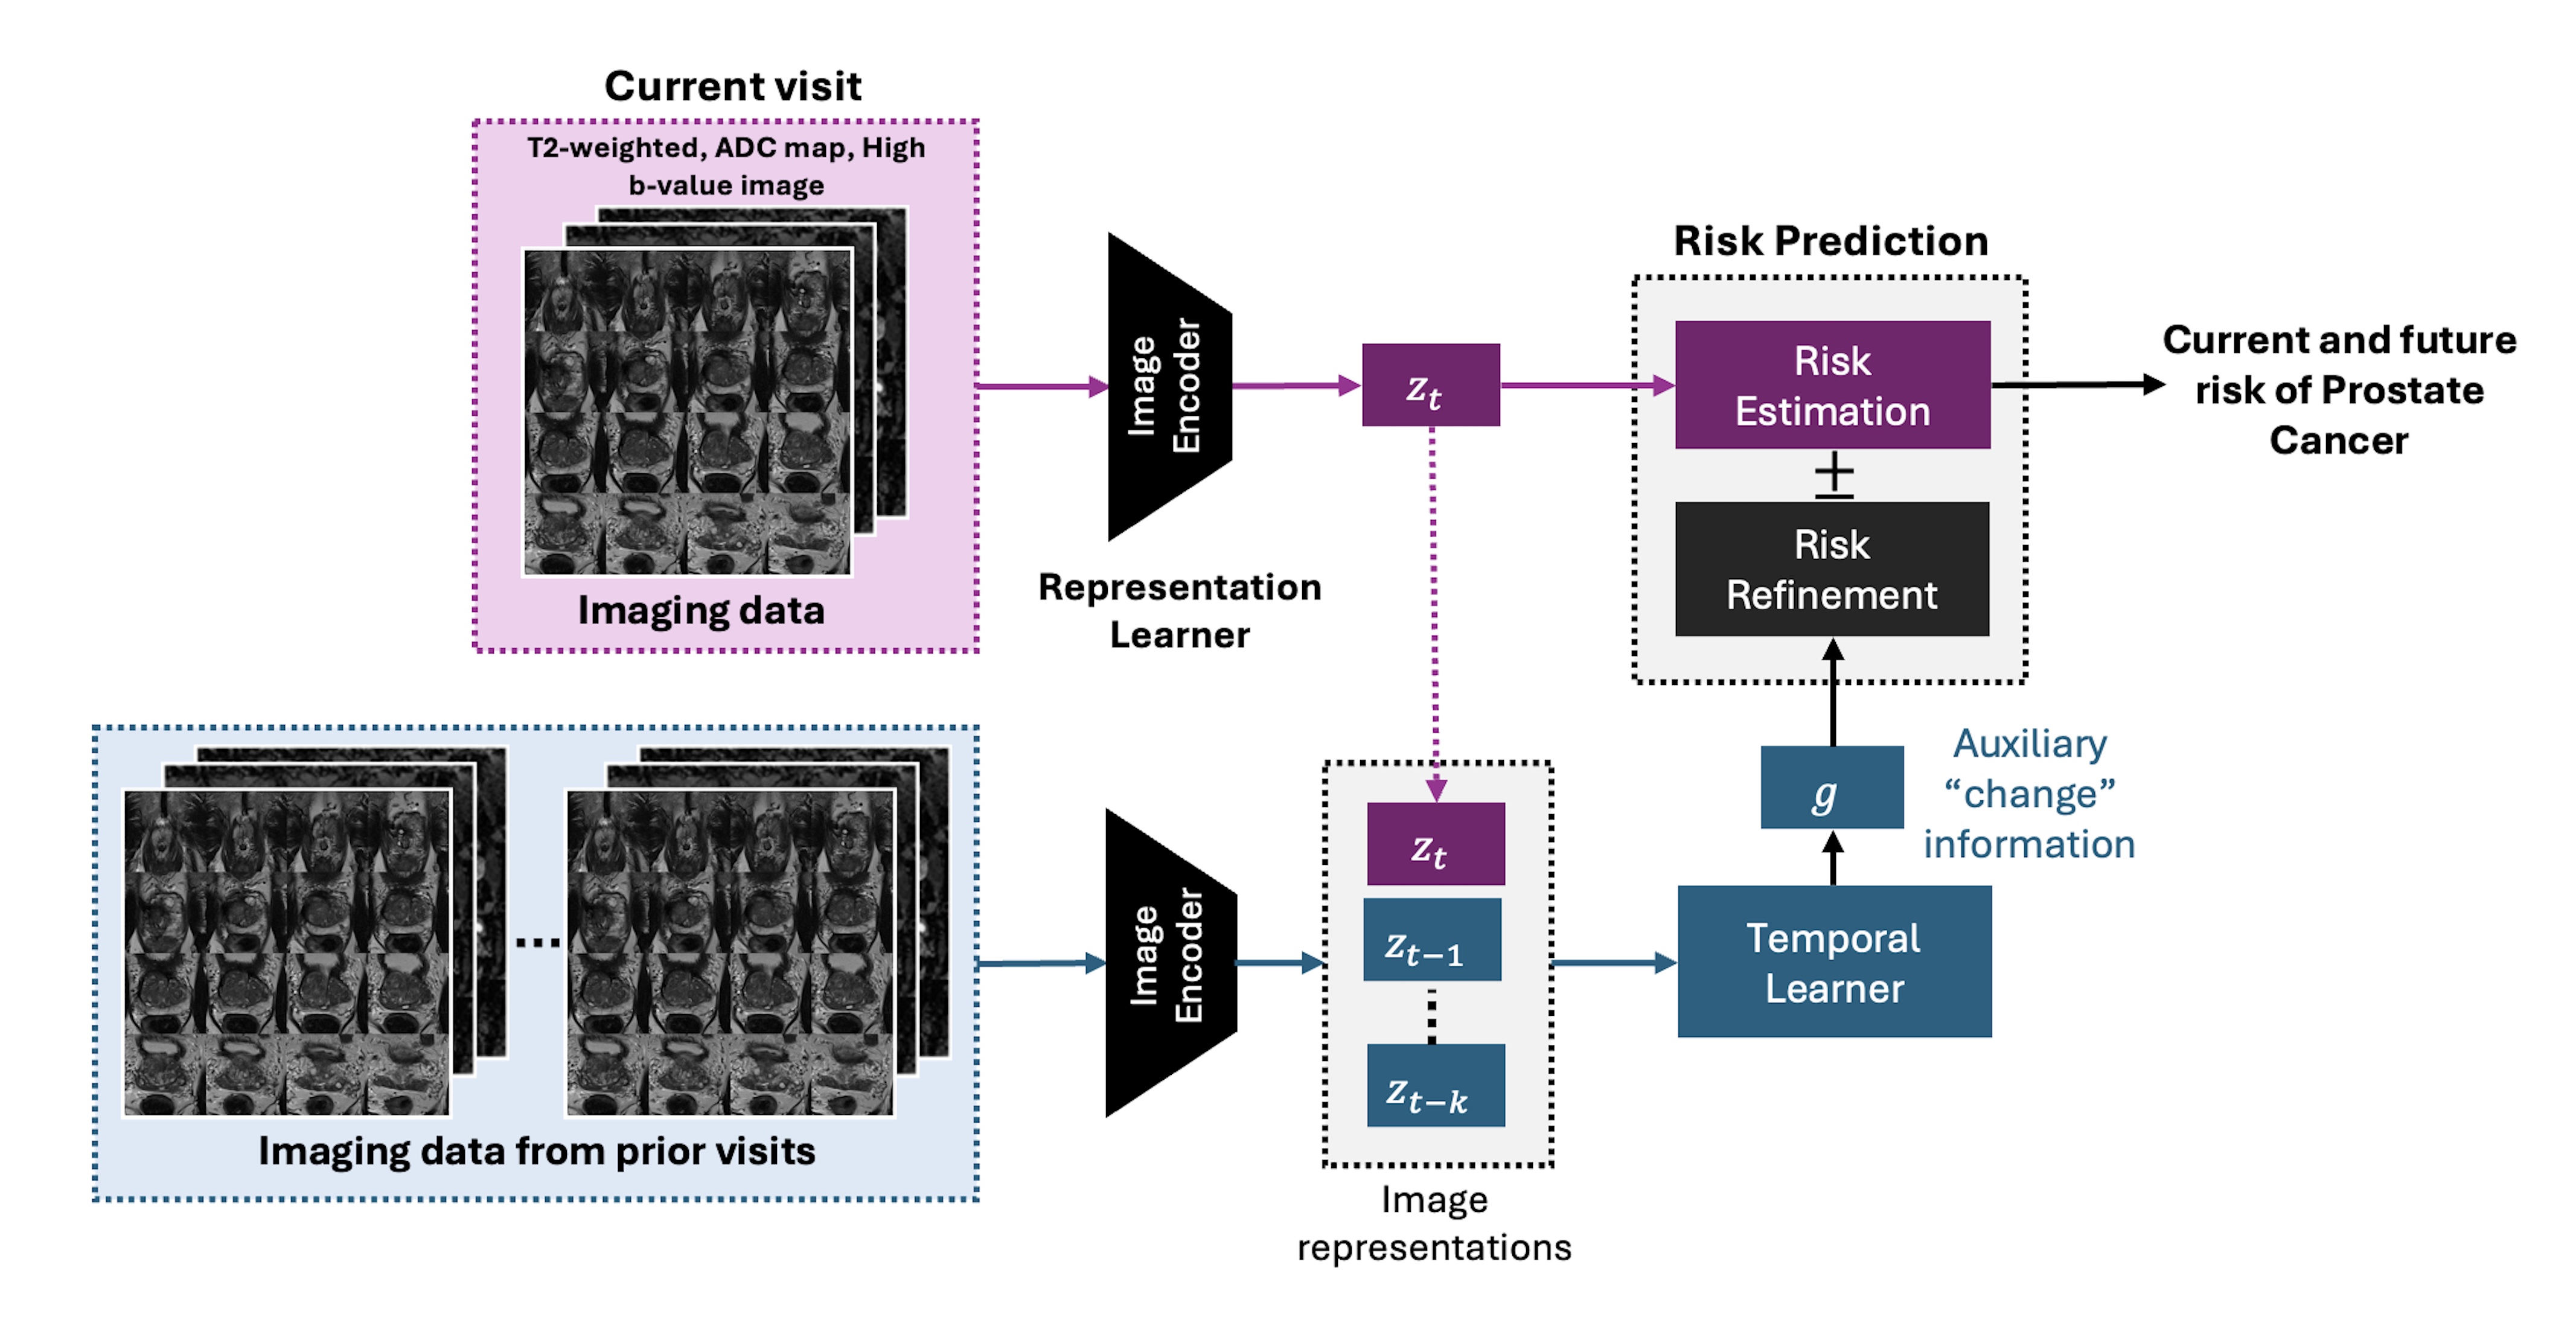 Current visit
T2-weighted, ADC map, High
b-value image
Imaging data
Image
Encoder
Representation
Learner
z_t
Risk Prediction
Risk
Estimation
±
Risk
Refinement
Current and future
risk of Prostate
Cancer
Imaging data from prior visits
...
Image
Encoder
z_t
z_{t−1}
z_{t−k}
Image
representations
Temporal
Learner
g
Auxiliary
“change”
information